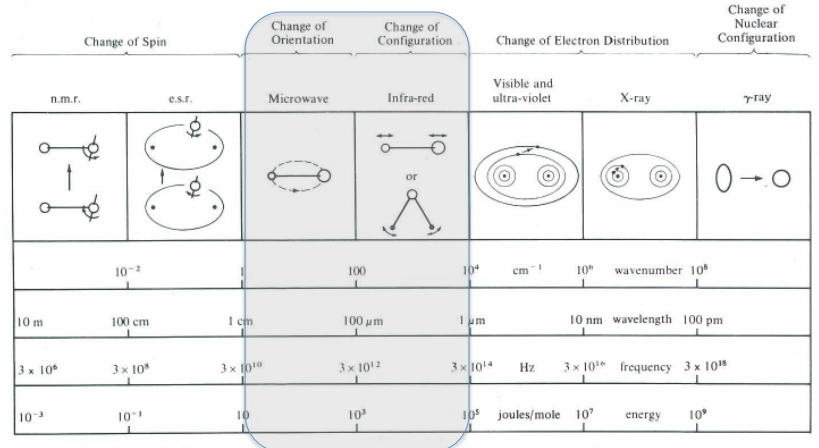 Change of Spin
Change of
Orientation
Change of
Configuration
Change of Electron Distribution
Change of
Nuclear
Configuration
n.m.r.
e.s.r.
Microwave
Infra-red
Visible and
ultra-violet
X-ray
γ-ray
or
10⁻² 1 100 10⁴ cm⁻¹ 10⁶ wavenumber 10⁸
10 m 100 cm 1 cm 100 μm 1 μm 10 nm wavelength 100 pm
3 x 10⁶ 3 × 10⁸ 3 × 10¹⁰ 3 × 10¹² 3 × 10¹⁴ Hz 3 × 10¹⁶ frequency 3 x 10¹⁸
10⁻³ 10⁻¹ 10 10³ 10⁵ joules/mole 10⁷ energy 10⁹